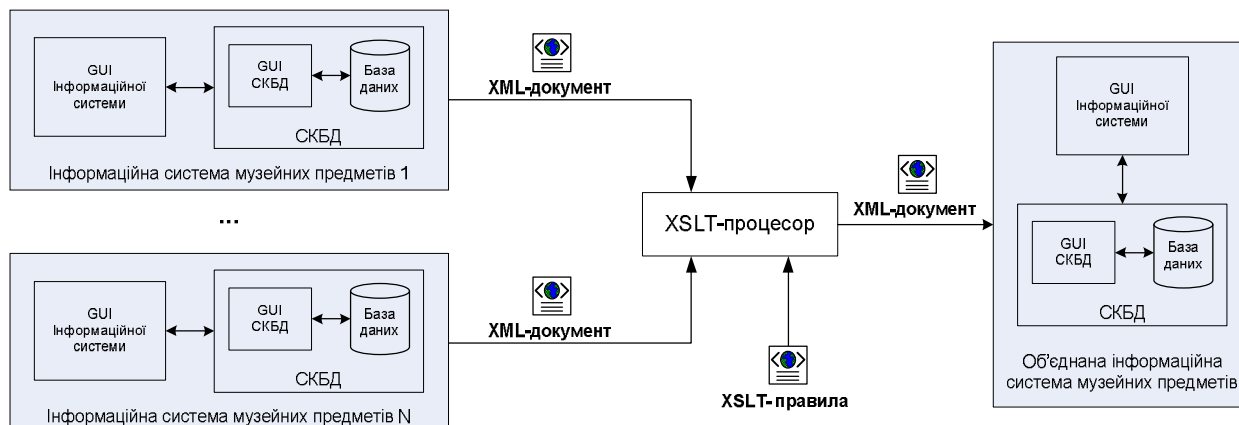 GUI
Інформаційної
системи
GUI
СКБД
База
даних
СКБД
Інформаційна система музейних предметів 1
XML-документ
...
GUI
Інформаційної
системи
GUI
СКБД
База
даних
СКБД
Інформаційна система музейних предметів N
XML-документ
XSLT-процесор
XSLT-правила
XML-документ
GUI
Інформаційної
системи
GUI
СКБД
База
даних
СКБД
Об'єднана інформаційна
система музейних предметів